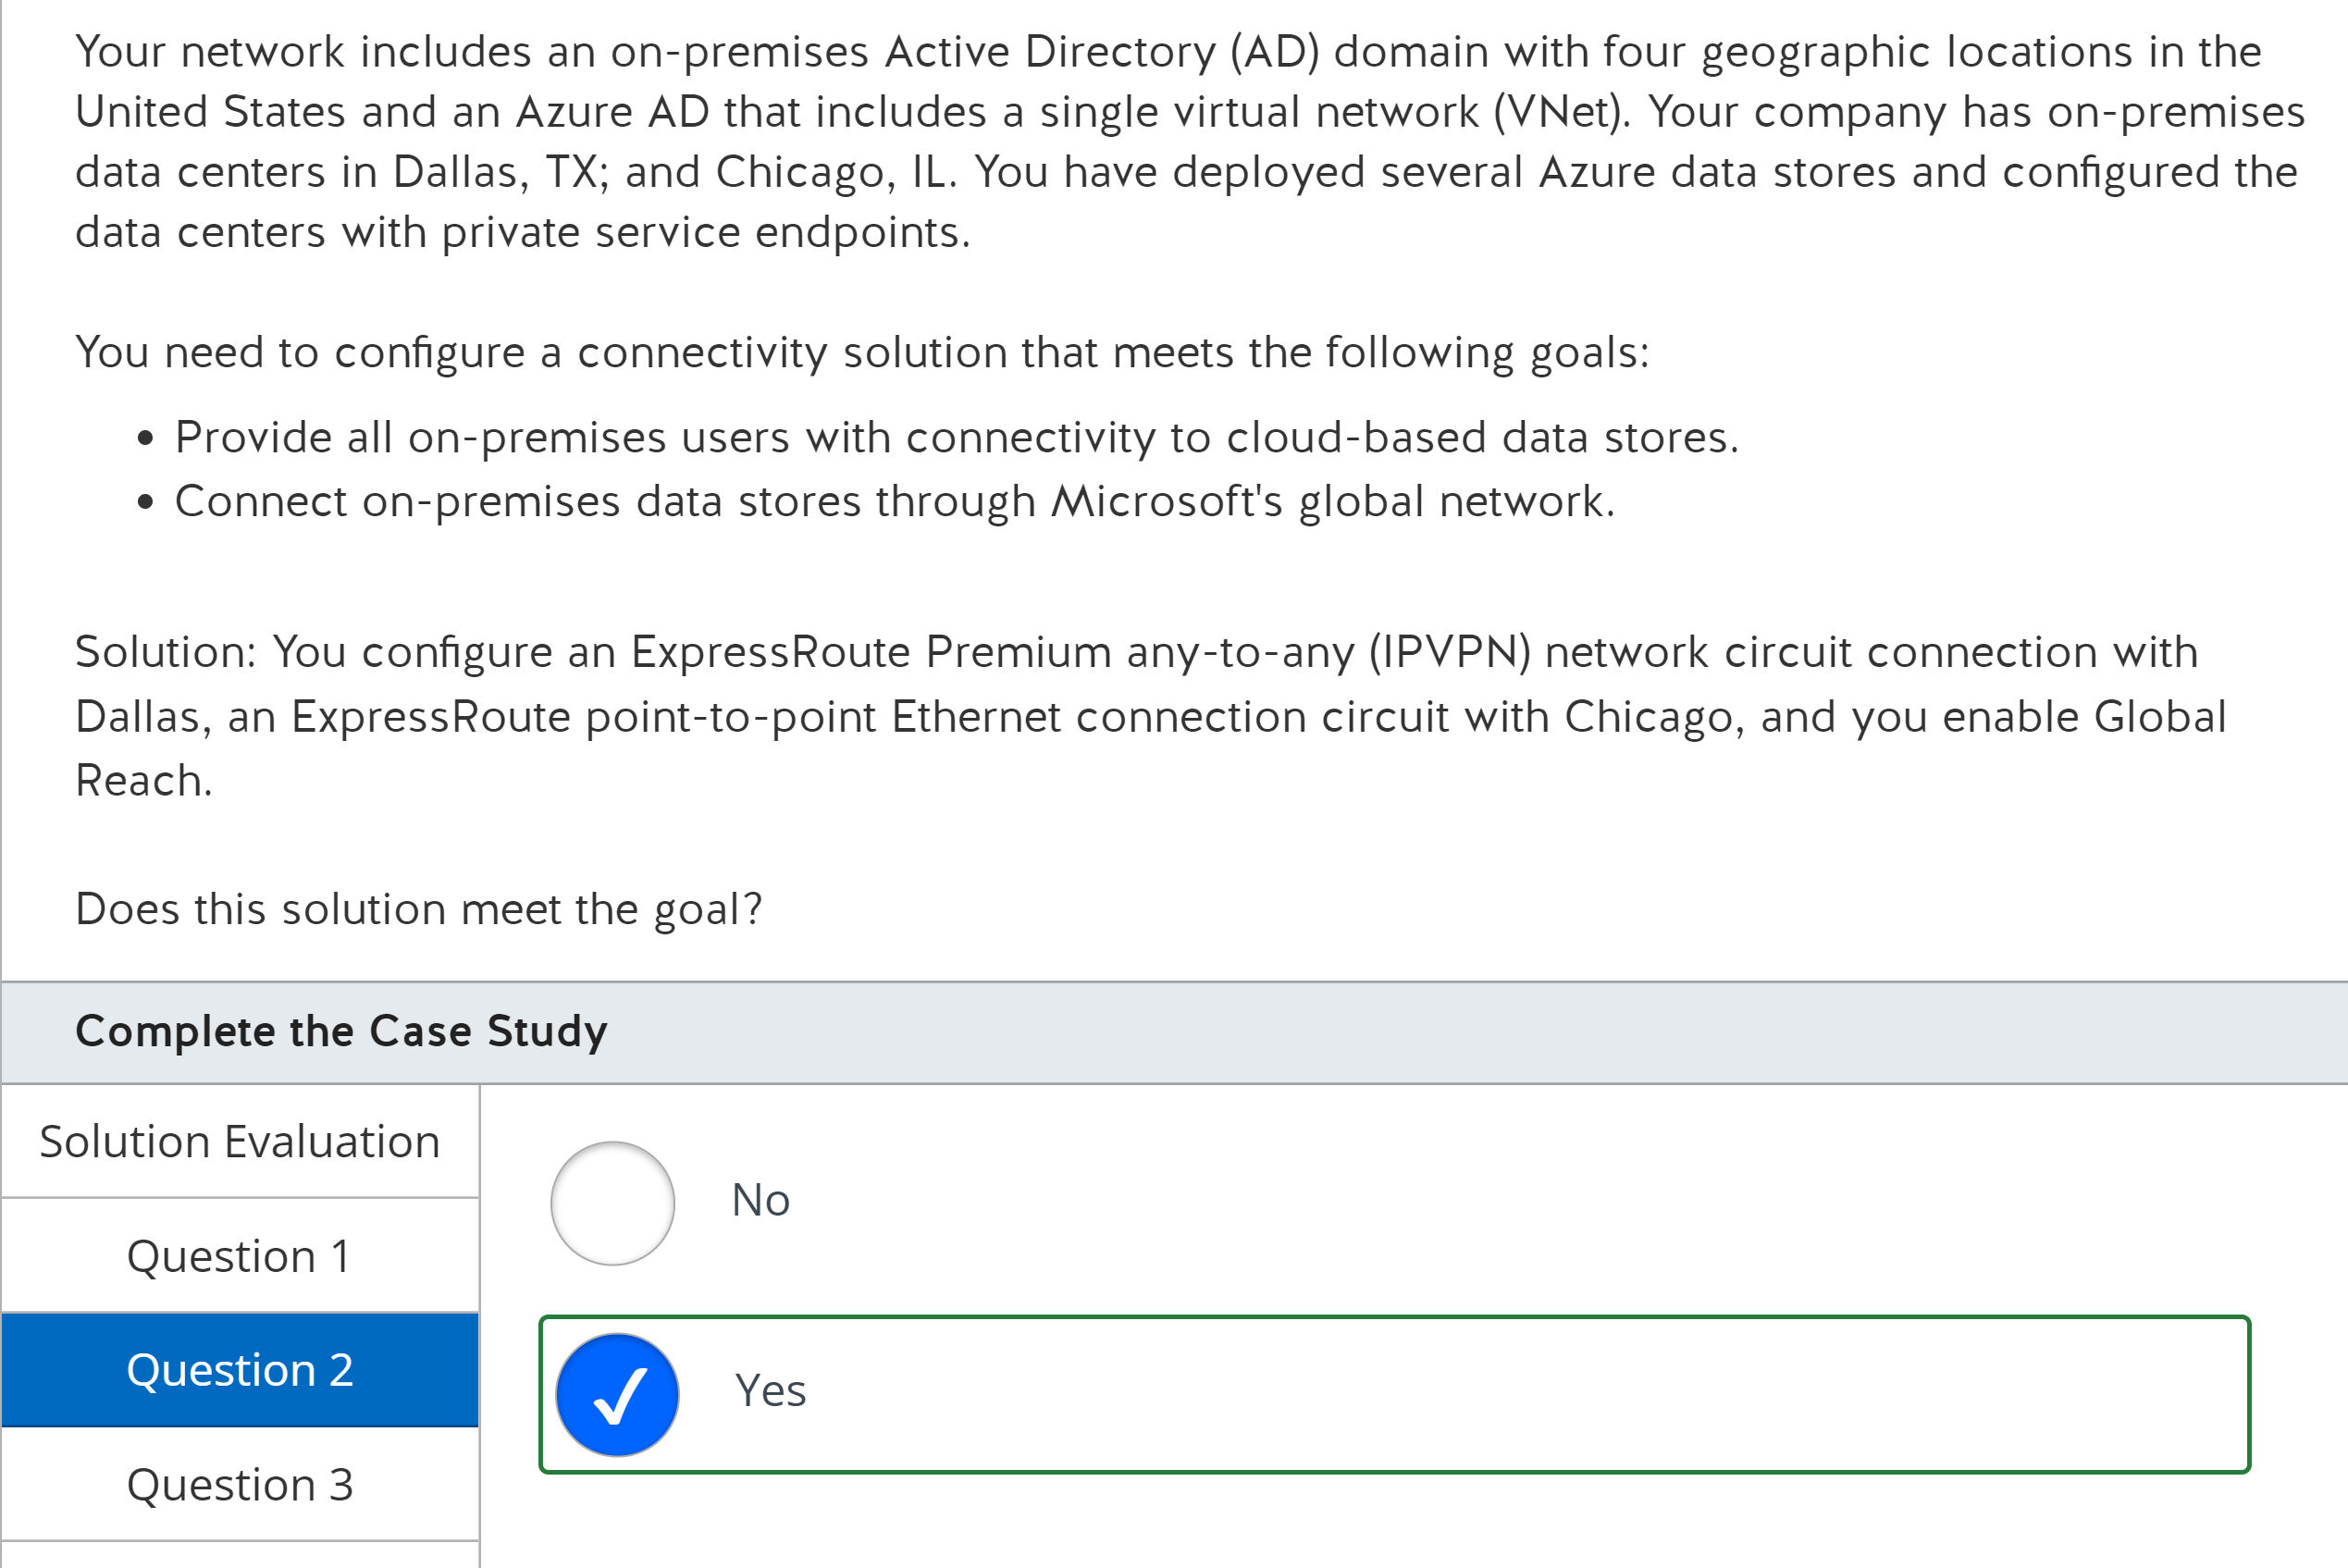 Your network includes an on-premises Active Directory (AD) domain with four geographic locations in the
United States and an Azure AD that includes a single virtual network (VNet). Your company has on-premises
data centers in Dallas, TX; and Chicago, IL. You have deployed several Azure data stores and configured the
data centers with private service endpoints.
You need to configure a connectivity solution that meets the following goals:
• Provide all on-premises users with connectivity to cloud-based data stores.
• Connect on-premises data stores through Microsoft's global network.
Solution: You configure an ExpressRoute Premium any-to-any (IPVPN) network circuit connection with
Dallas, an ExpressRoute point-to-point Ethernet connection circuit with Chicago, and you enable Global
Reach.
Does this solution meet the goal?
Complete the Case Study
Solution Evaluation
Question 1
Question 2
Question 3
No
Yes